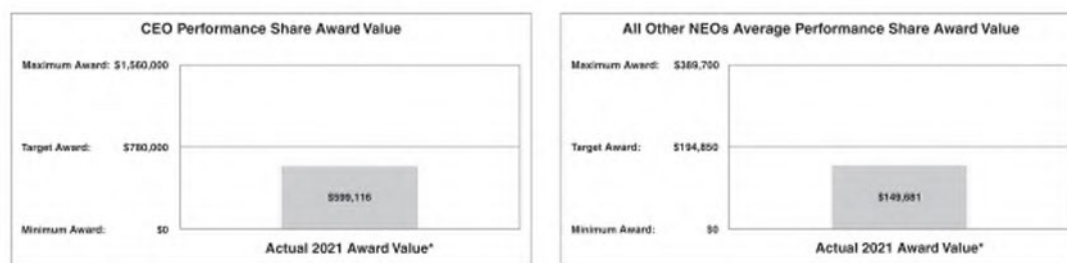 CEO Performance Share Award Value
Maximum Award: $1,560,000
Target Award: $780,000
$599,116
Minimum Award: $0
Actual 2021 Award Value*
All Other NEOs Average Performance Share Award Value
Maximum Award: $389,700
Target Award: $194,850
$149,681
Minimum Award: $0
Actual 2021 Award Value*